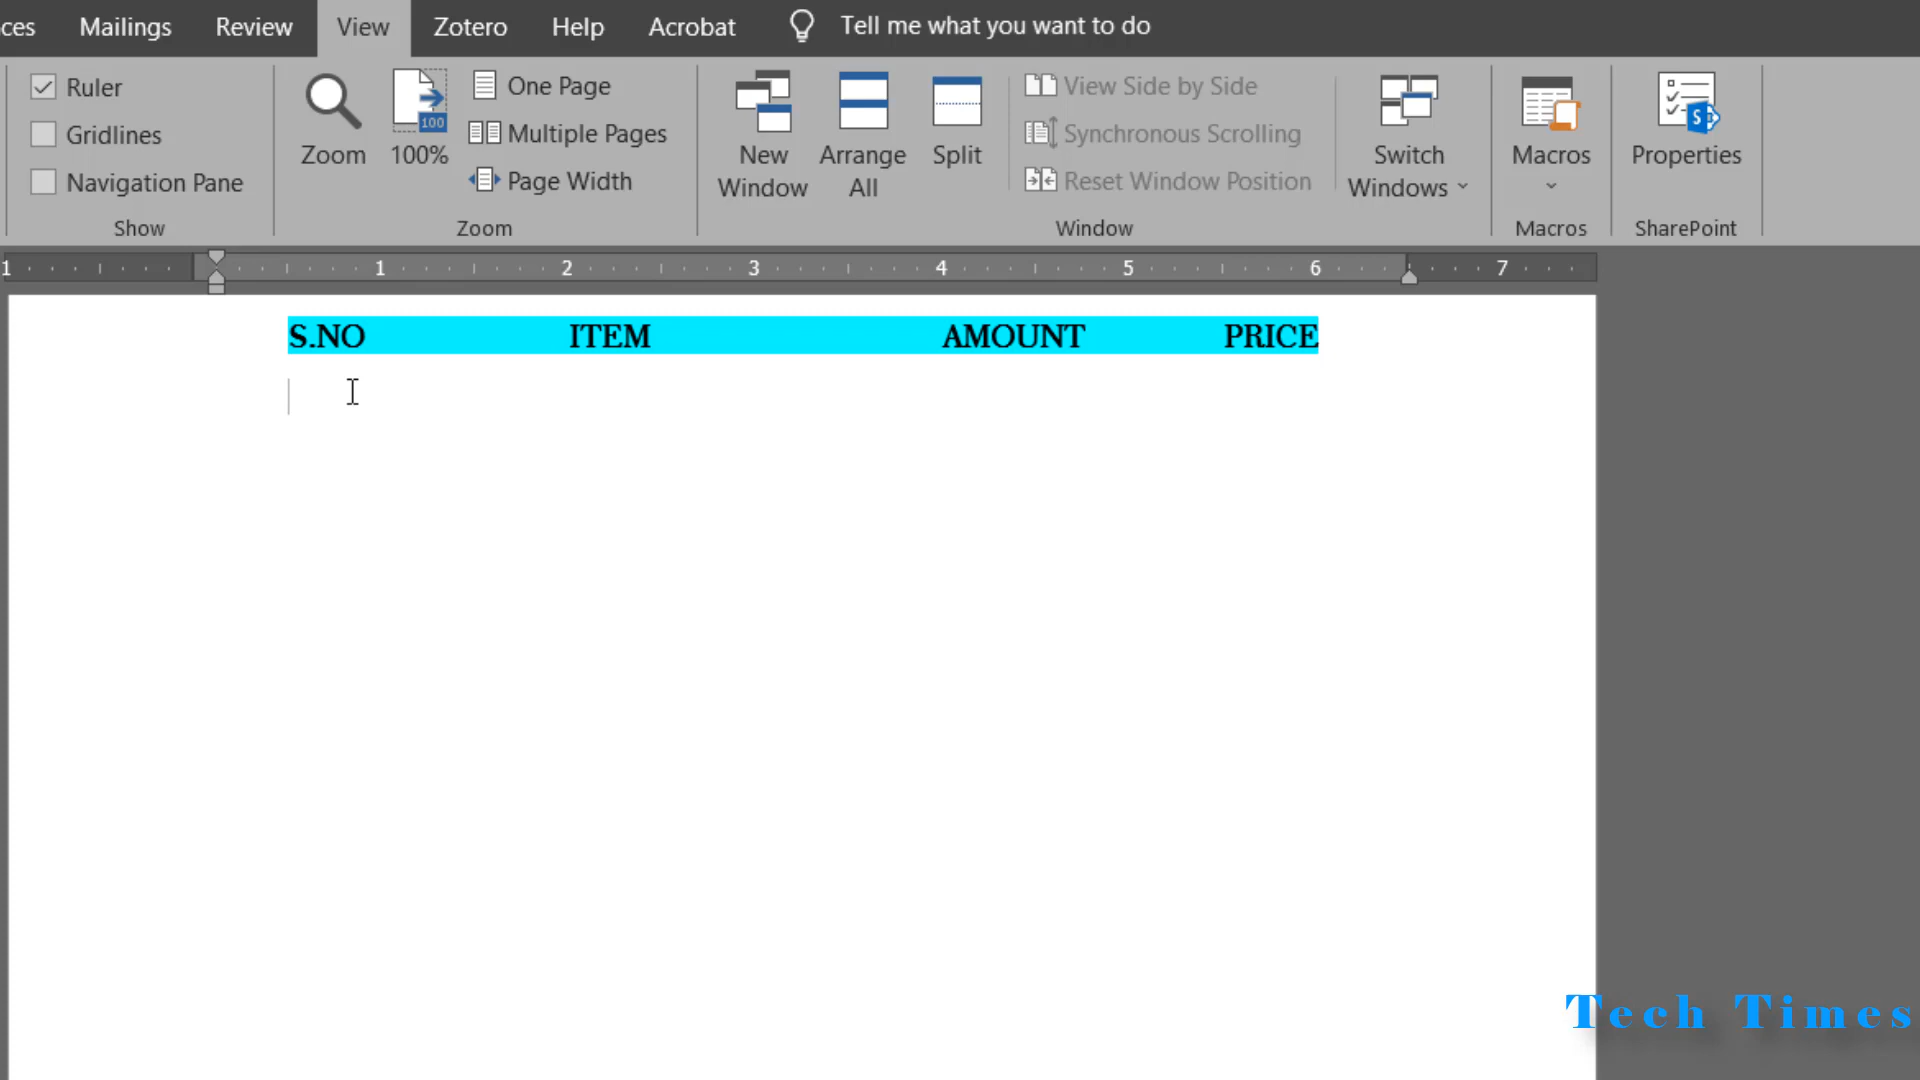 ces Mailings Review View Zotero Help Acrobat Tell me what you want to do
Ruler
Gridlines
Navigation Pane
Show
Zoom
100%
100
One Page
Multiple Pages
Page Width
Zoom
New
Window
Arrange
All
Split
View Side by Side
Synchronous Scrolling
Reset Window Position
Window
Switch
Windows
Macros
Macros
S
Properties
SharePoint
1 1 2 3 4 5 6 7
S.NO ITEM AMOUNT PRICE
Tech Times